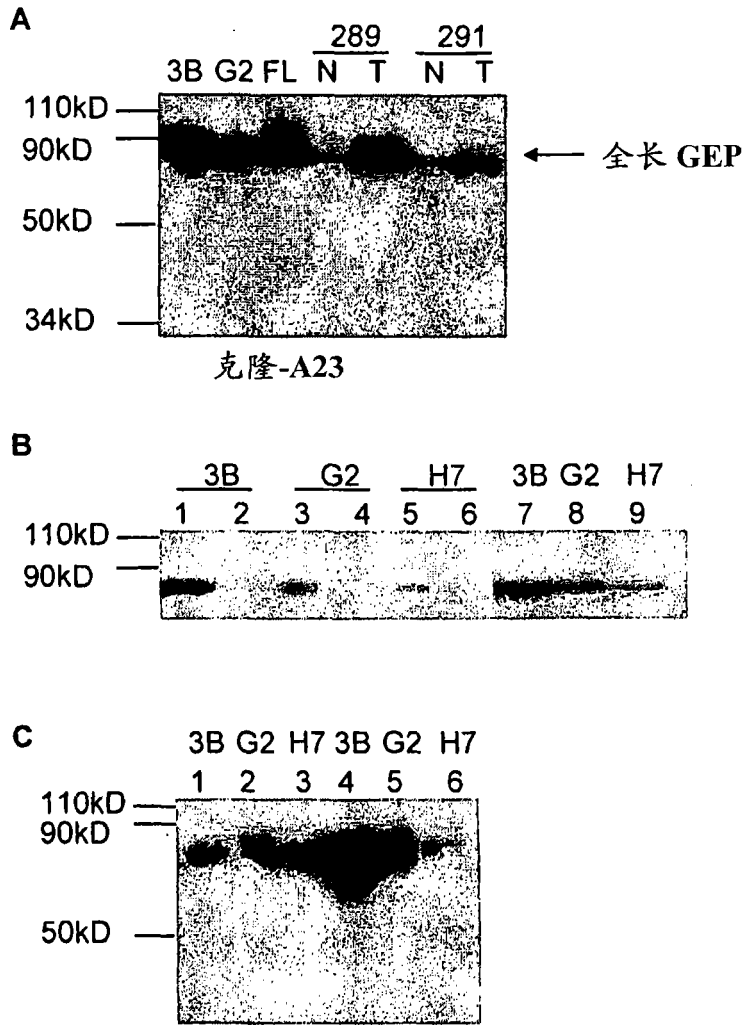 A
289 291
3B G2 FL N T N T
110kD
90kD
全长 GEP
50kD
34kD
克隆-A23
B
3B G2 H7 3B G2 H7
1 2 3 4 5 6 7 8 9
110kD
90kD
C
3B G2 H7 3B G2 H7
1 2 3 4 5 6
110kD
90kD
50kD